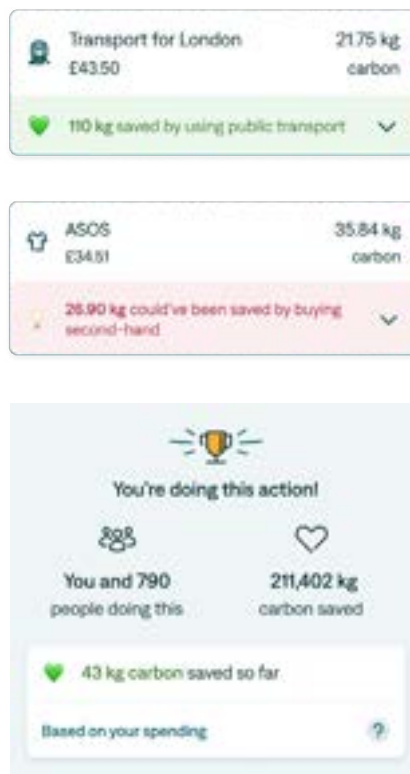 Transport for London
21.75 kg
£43.50
carbon
110 kg saved by using public transport
ASOS
35.84 kg
£34.51
carbon
26.90 kg could've been saved by buying
second-hand
You're doing this action!
You and 790
people doing this
211,402 kg
carbon saved
43 kg carbon saved so far
Based on your spending
?